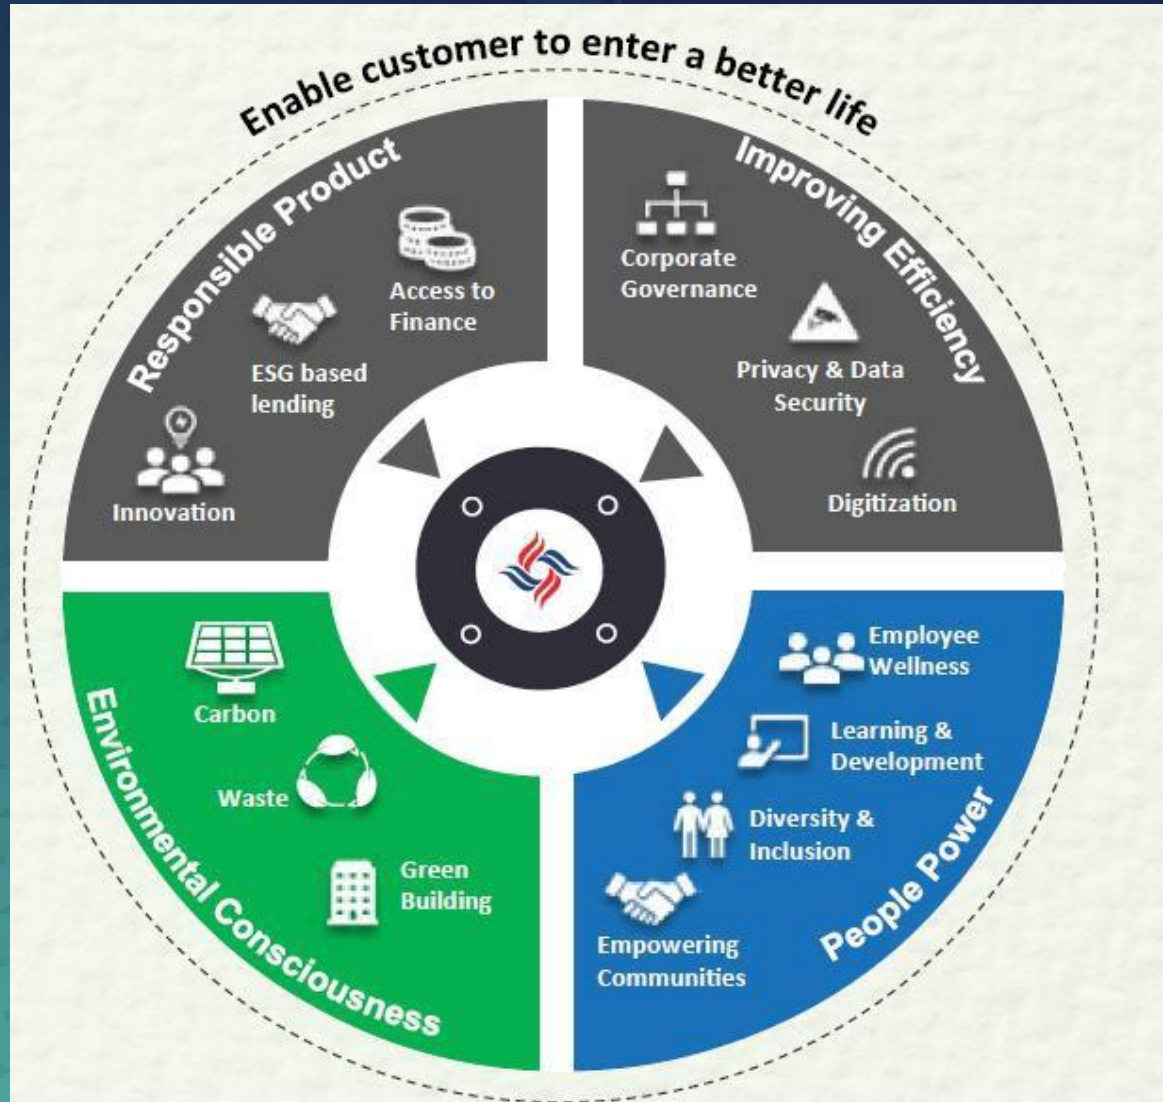 Enable customer to enter a better life
Responsible Product
Access to
Finance
ESG based
lending
Innovation
Improving Efficiency
Corporate
Governance
Privacy & Data
Security
Digitization
Environmental Consciousness
Carbon
Waste
Green
Building
People Power
Employee
Wellness
Learning &
Development
Diversity &
Inclusion
Empowering
Communities